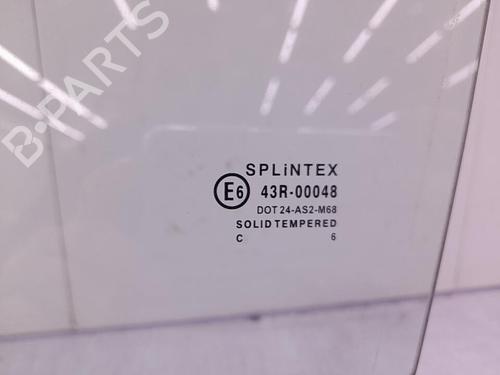 B-PARTS
SPLiNTEX
E6 43R-00048
DOT 24-AS2-M68
SOLID TEMPERED
C 6